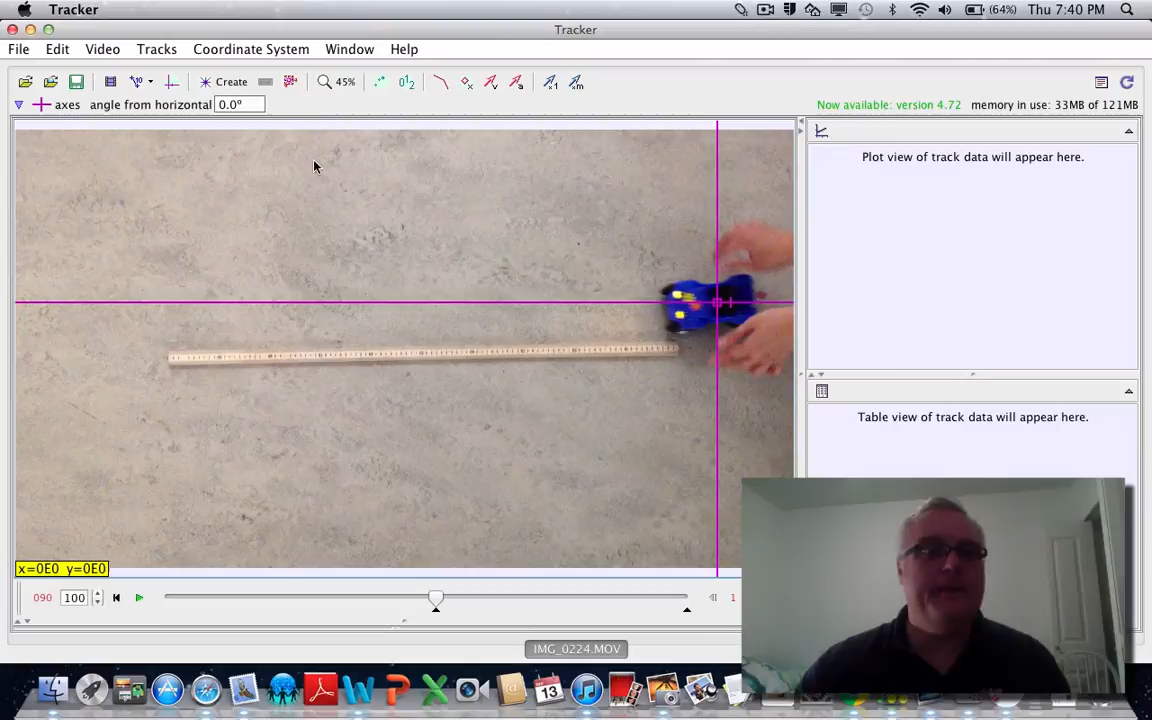 Tracker
(64%) Thu 7:40 PM
Tracker
File Edit Video Tracks Coordinate System Window Help
Create 45%
axes angle from horizontal 0.0° Now available: version 4.72 memory in use: 33MB of 121MB
Plot view of track data will appear here.
Table view of track data will appear here.
x=0E0 y=0E0
090 100 1
IMG_0224.MOV
13